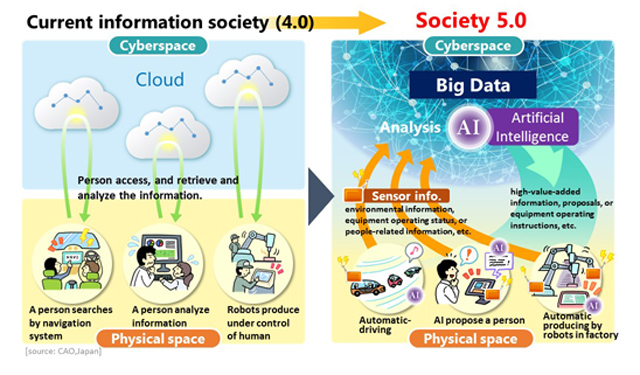 Current information society (4.0)
Society 5.0
Cyberspace
Cloud
Person access, and retrieve and
analyze the information.
A person searches
by navigation
system
A person analyze
information
Robots produce
under control
of human
Physical space
[source: CAO,Japan]
Cyberspace
Big Data
Analysis
AI
Artificial
Intelligence
Sensor info.
environmental information,
equipment operating status, or
people-related information, etc.
high-value-added
information, proposals, or
equipment operating
instructions, etc.
AI
AI
AI
Automatic-
driving
AI propose a person
Automatic
producing by
robots in factory
Physical space